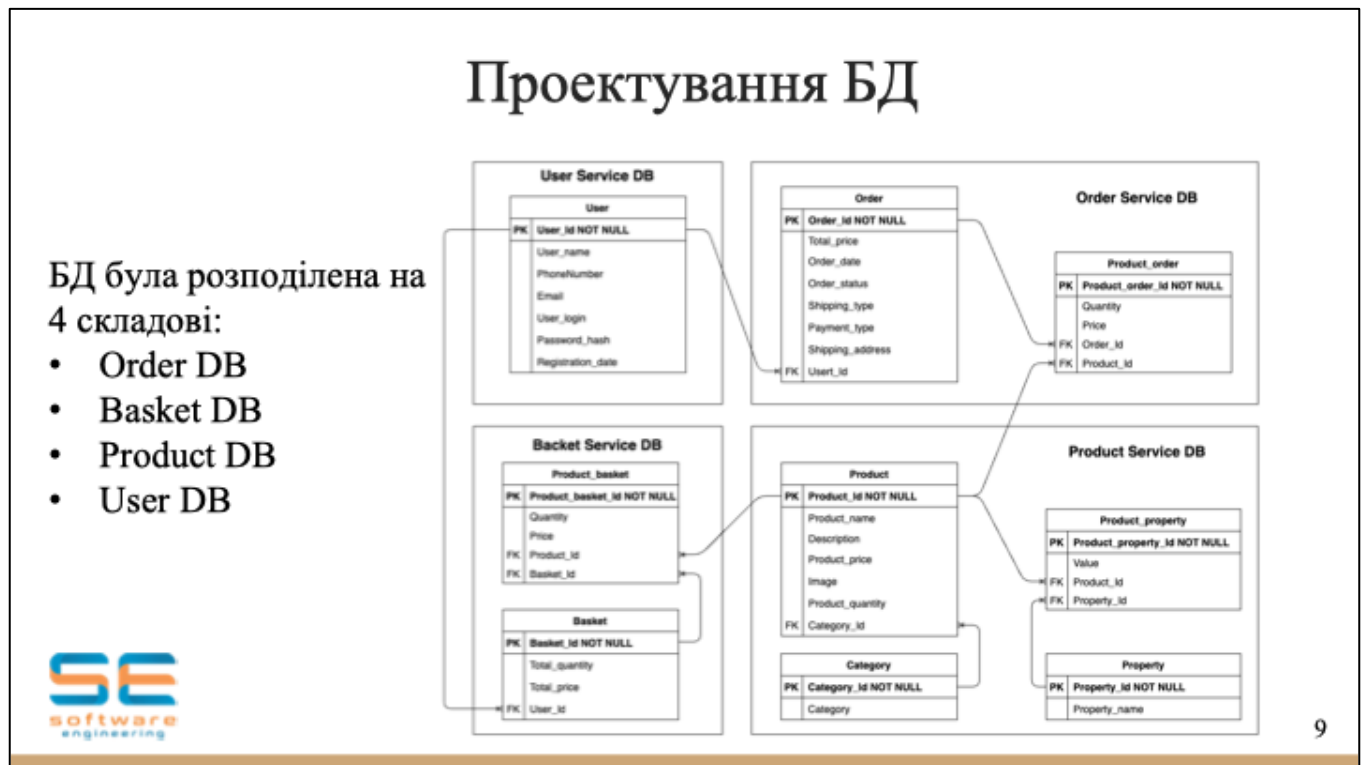 Проектування БД
БД була розподілена на
4 складові:
• Order DB
• Basket DB
• Product DB
• User DB
User Service DB
User
PK User_Id NOT NULL
User_name
PhoneNumber
Email
User_login
Password_hash
Registration_date
Order Service DB
Order
PK Order_Id NOT NULL
Total_price
Order_date
Order_status
Shipping_type
Payment_type
Shipping_address
FK Usert_Id
Product_order
PK Product_order_Id NOT NULL
Quantity
Price
FK Order_Id
FK Product_Id
Backet Service DB
Product_basket
PK Product_basket_Id NOT NULL
Quantity
Price
FK Product_Id
FK Basket_Id
Basket
PK Basket_Id NOT NULL
Total_quantity
Total_price
FK User_Id
Product Service DB
Product
PK Product_Id NOT NULL
Product_name
Description
Product_price
Image
Product_quantity
FK Category_Id
Category
PK Category_Id NOT NULL
Category
Product_property
PK Product_property_Id NOT NULL
Value
FK Product_Id
FK Property_Id
Property
PK Property_Id NOT NULL
Property_name
SE
software
engineering
9